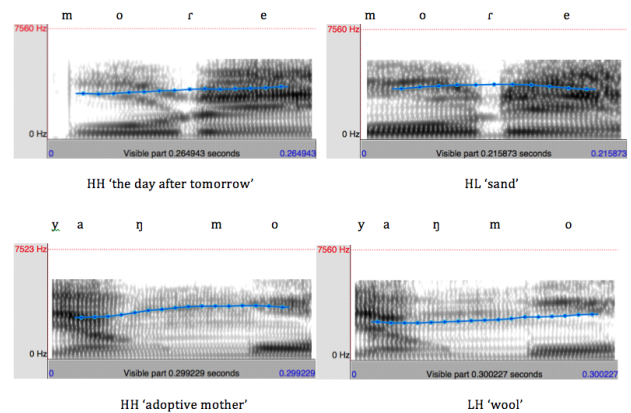 m o ɾ e
7560 Hz
0 Hz
0 Visible part 0.264943 seconds 0.264943
HH ‘the day after tomorrow’
m o ɾ e
7560 Hz
0 Hz
0 Visible part 0.215873 seconds 0.215873
HL ‘sand’
y a ŋ m o
7523 Hz
0 Hz
0 Visible part 0.299229 seconds 0.299229
HH ‘adoptive mother’
y a ŋ m o
7560 Hz
0 Hz
0 Visible part 0.300227 seconds 0.300227
LH ‘wool’